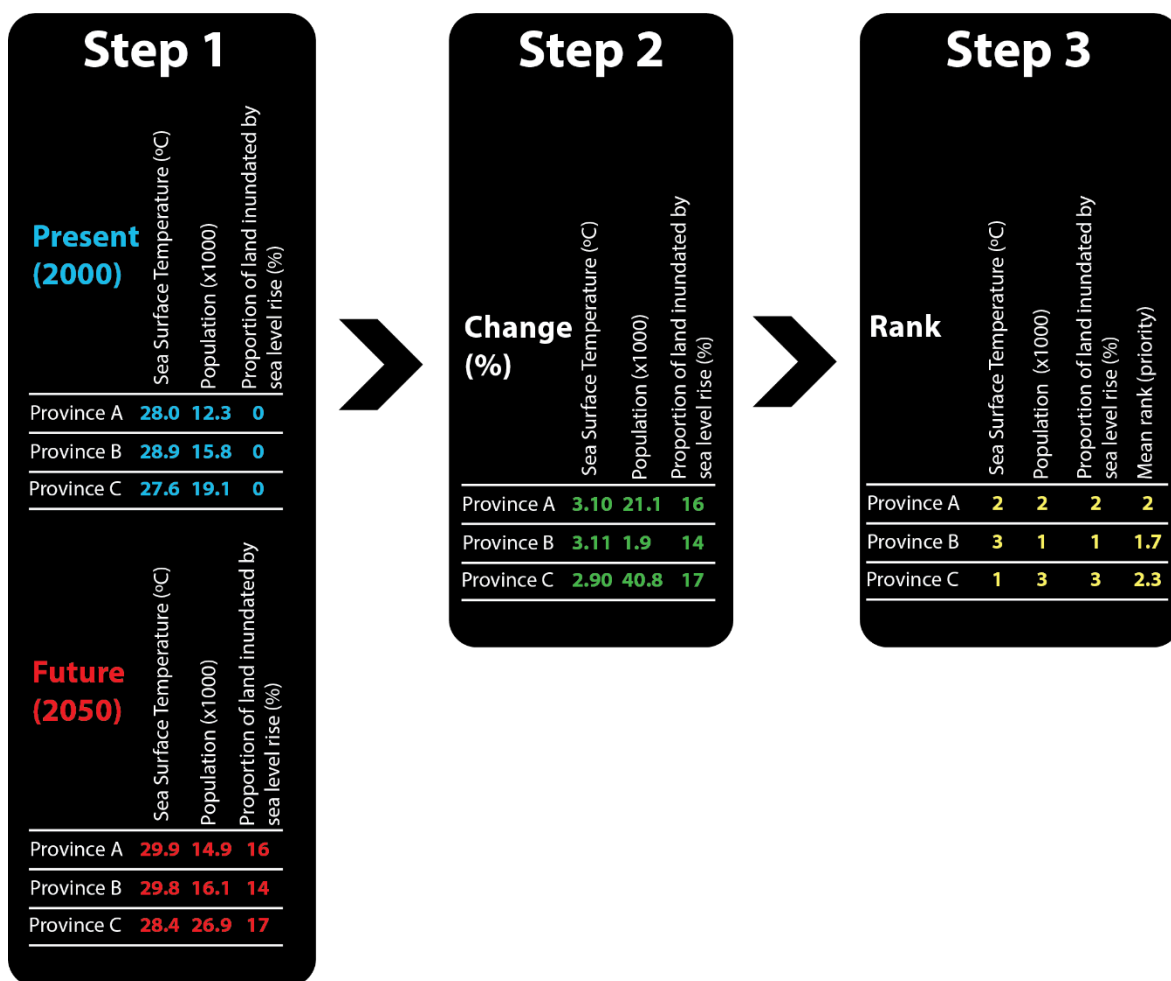 Step 1
Present
(2000)
Sea Surface Temperature (ºC)
Population (x1000)
Proportion of land inundated by
sea level rise (%)
Province A 28.0 12.3 0
Province B 28.9 15.8 0
Province C 27.6 19.1 0
Future
(2050)
Sea Surface Temperature (ºC)
Population (x1000)
Proportion of land inundated by
sea level rise (%)
Province A 29.9 14.9 16
Province B 29.8 16.1 14
Province C 28.4 26.9 17
Step 2
Change
(%)
Sea Surface Temperature (ºC)
Population (x1000)
Proportion of land inundated by
sea level rise (%)
Province A 3.10 21.1 16
Province B 3.11 1.9 14
Province C 2.90 40.8 17
Step 3
Rank
Sea Surface Temperature (ºC)
Population (x1000)
Proportion of land inundated by
sea level rise (%)
Mean rank (priority)
Province A 2 2 2 2
Province B 3 1 1 1.7
Province C 1 3 3 2.3